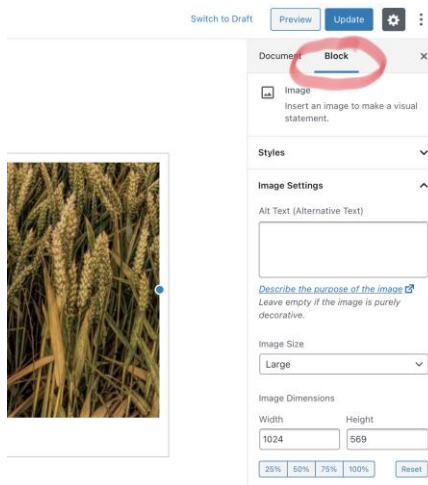 Switch to Draft Preview Update
Document Block
Image
Insert an image to make a visual
statement.
Styles
Image Settings
Alt Text (Alternative Text)
Describe the purpose of the image
Leave empty if the image is purely
decorative.
Image Size
Large
Image Dimensions
Width Height
1024 569
25% 50% 75% 100% Reset